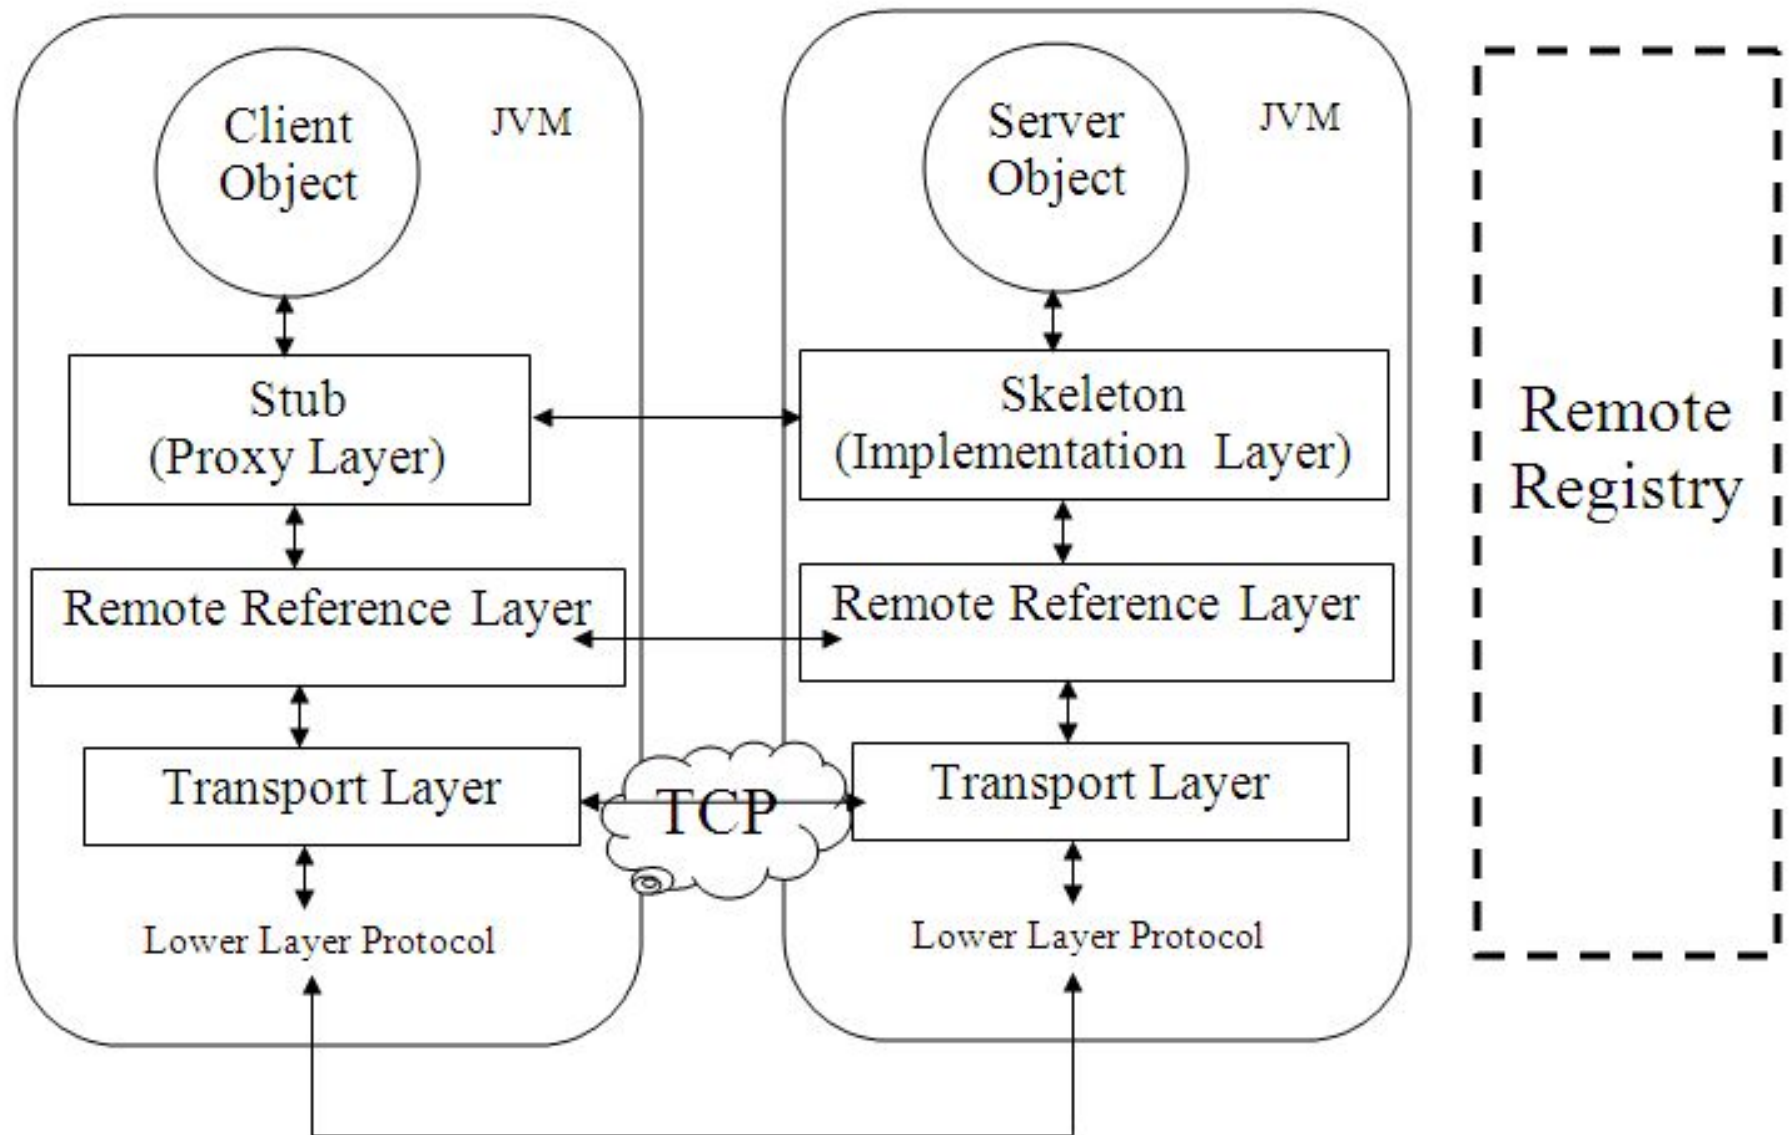 Client
Object
JVM
Stub
(Proxy Layer)
Remote Reference Layer
Transport Layer
Lower Layer Protocol
Server
Object
JVM
Skeleton
(Implementation Layer)
Remote Reference Layer
Transport Layer
Lower Layer Protocol
TCP
Remote
Registry